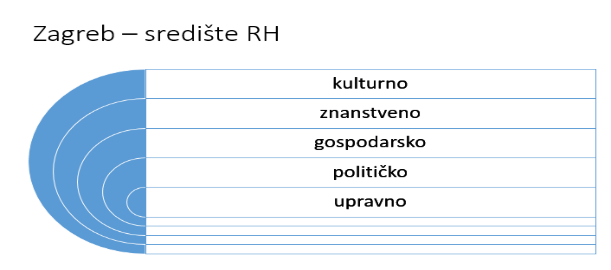 Zagreb – središte RH
kulturno
znanstveno
gospodarsko
političko
upravno